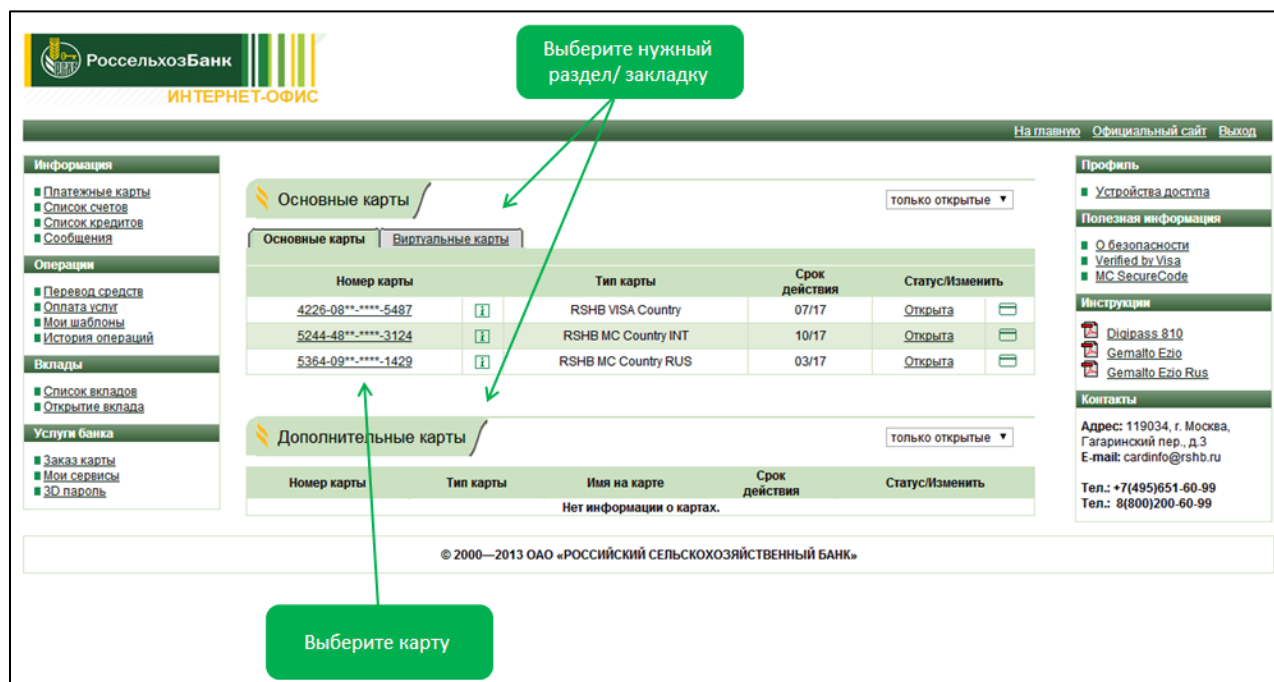 РоссельхозБанк
ИНТЕРНЕТ-ОФИС
Выберите нужный
раздел/ закладку
На главную Официальный сайт Выход
Информация
Платежные карты
Список счетов
Список кредитов
Сообщения
Операции
Перевод средств
Оплата услуг
Мои шаблоны
История операций
Вклады
Список вкладов
Открытие вклада
Услуги банка
Заказ карты
Мои сервисы
3D пароль
Основные карты
только открытые
Основные карты Виртуальные карты
Номер карты Тип карты Срок действия Статус/Изменить
4226-08**-****-5487 RSHB VISA Country 07/17 Открыта
5244-48**-****-3124 RSHB MC Country INT 10/17 Открыта
5364-09**-****-1429 RSHB MC Country RUS 03/17 Открыта
Дополнительные карты
только открытые
Номер карты Тип карты Имя на карте Срок действия Статус/Изменить
Нет информации о картах.
Профиль
Устройства доступа
Полезная информация
О безопасности
Verified by Visa
MC SecureCode
Инструкции
Digipass 810
Gemalto Ezio
Gemalto Ezio Rus
Контакты
Адрес: 119034, г. Москва,
Гагаринский пер., д.3
E-mail: cardinfo@rshb.ru
Тел.: +7(495)651-60-99
Тел.: 8(800)200-60-99
© 2000—2013 ОАО «РОССИЙСКИЙ СЕЛЬСКОХОЗЯЙСТВЕННЫЙ БАНК»
Выберите карту